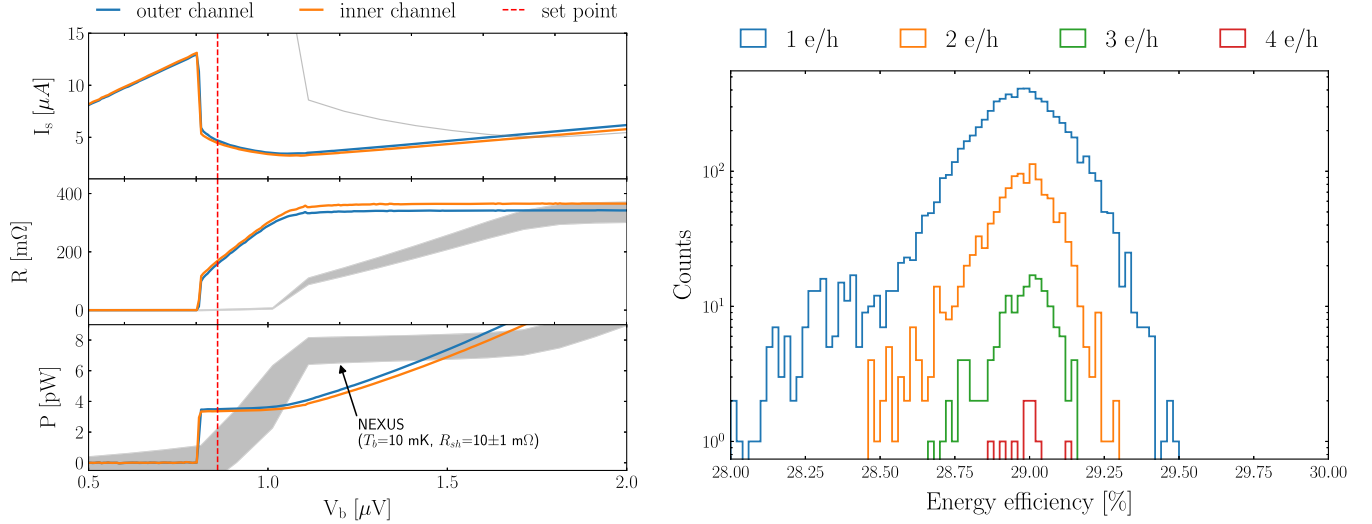 outer channel inner channel set point
15
10
5
I_s [μA]
400
200
0
R [mΩ]
8
6
4
2
0
P [pW]
NEXUS
(T_b=10 mK, R_sh=10±1 mΩ)
0.5 1.0 1.5 2.0
V_b [μV]
1 e/h 2 e/h 3 e/h 4 e/h
10^2
10^1
10^0
Counts
28.00 28.25 28.50 28.75 29.00 29.25 29.50 29.75 30.00
Energy efficiency [%]